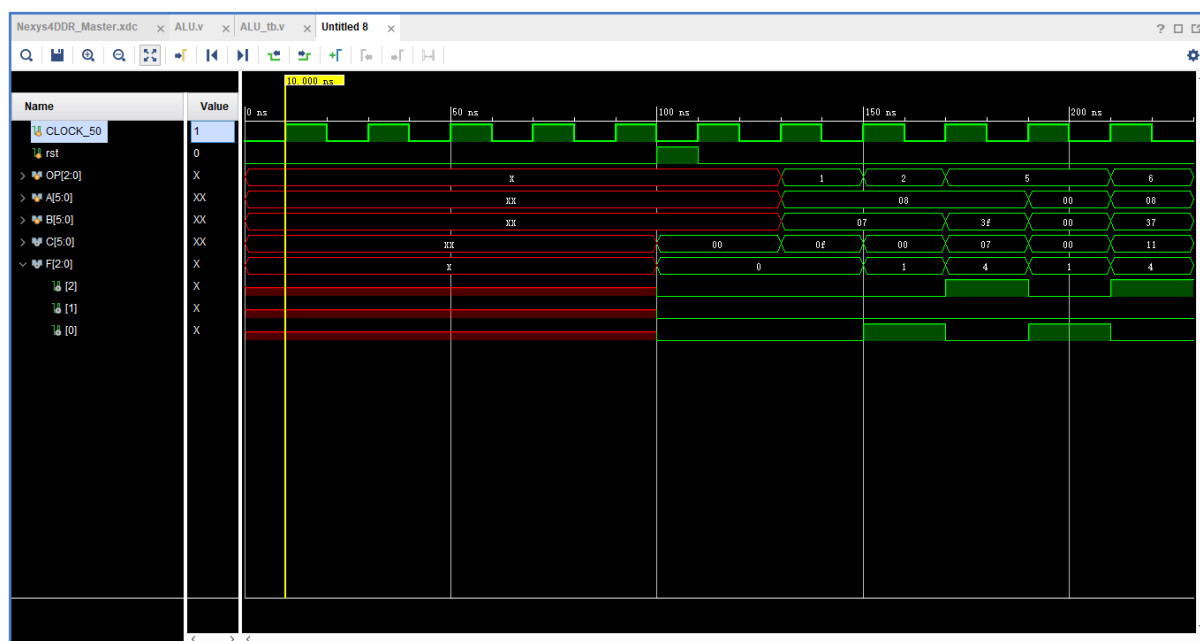 Nexys4DDR_Master.xdc × ALU.v × ALU_tb.v × Untitled 8 ×
10.000 ns
Name Value
0 ns 50 ns 100 ns 150 ns 200 ns
CLOCK_50 1
rst 0
OP[2:0] X X 1 2 5 6
A[5:0] XX XX 08 00 08
B[5:0] XX XX 07 3f 00 37
C[5:0] XX XX 00 0f 00 07 00 11
F[2:0] X X 0 1 4 1 4
[2] X
[1] X
[0] X